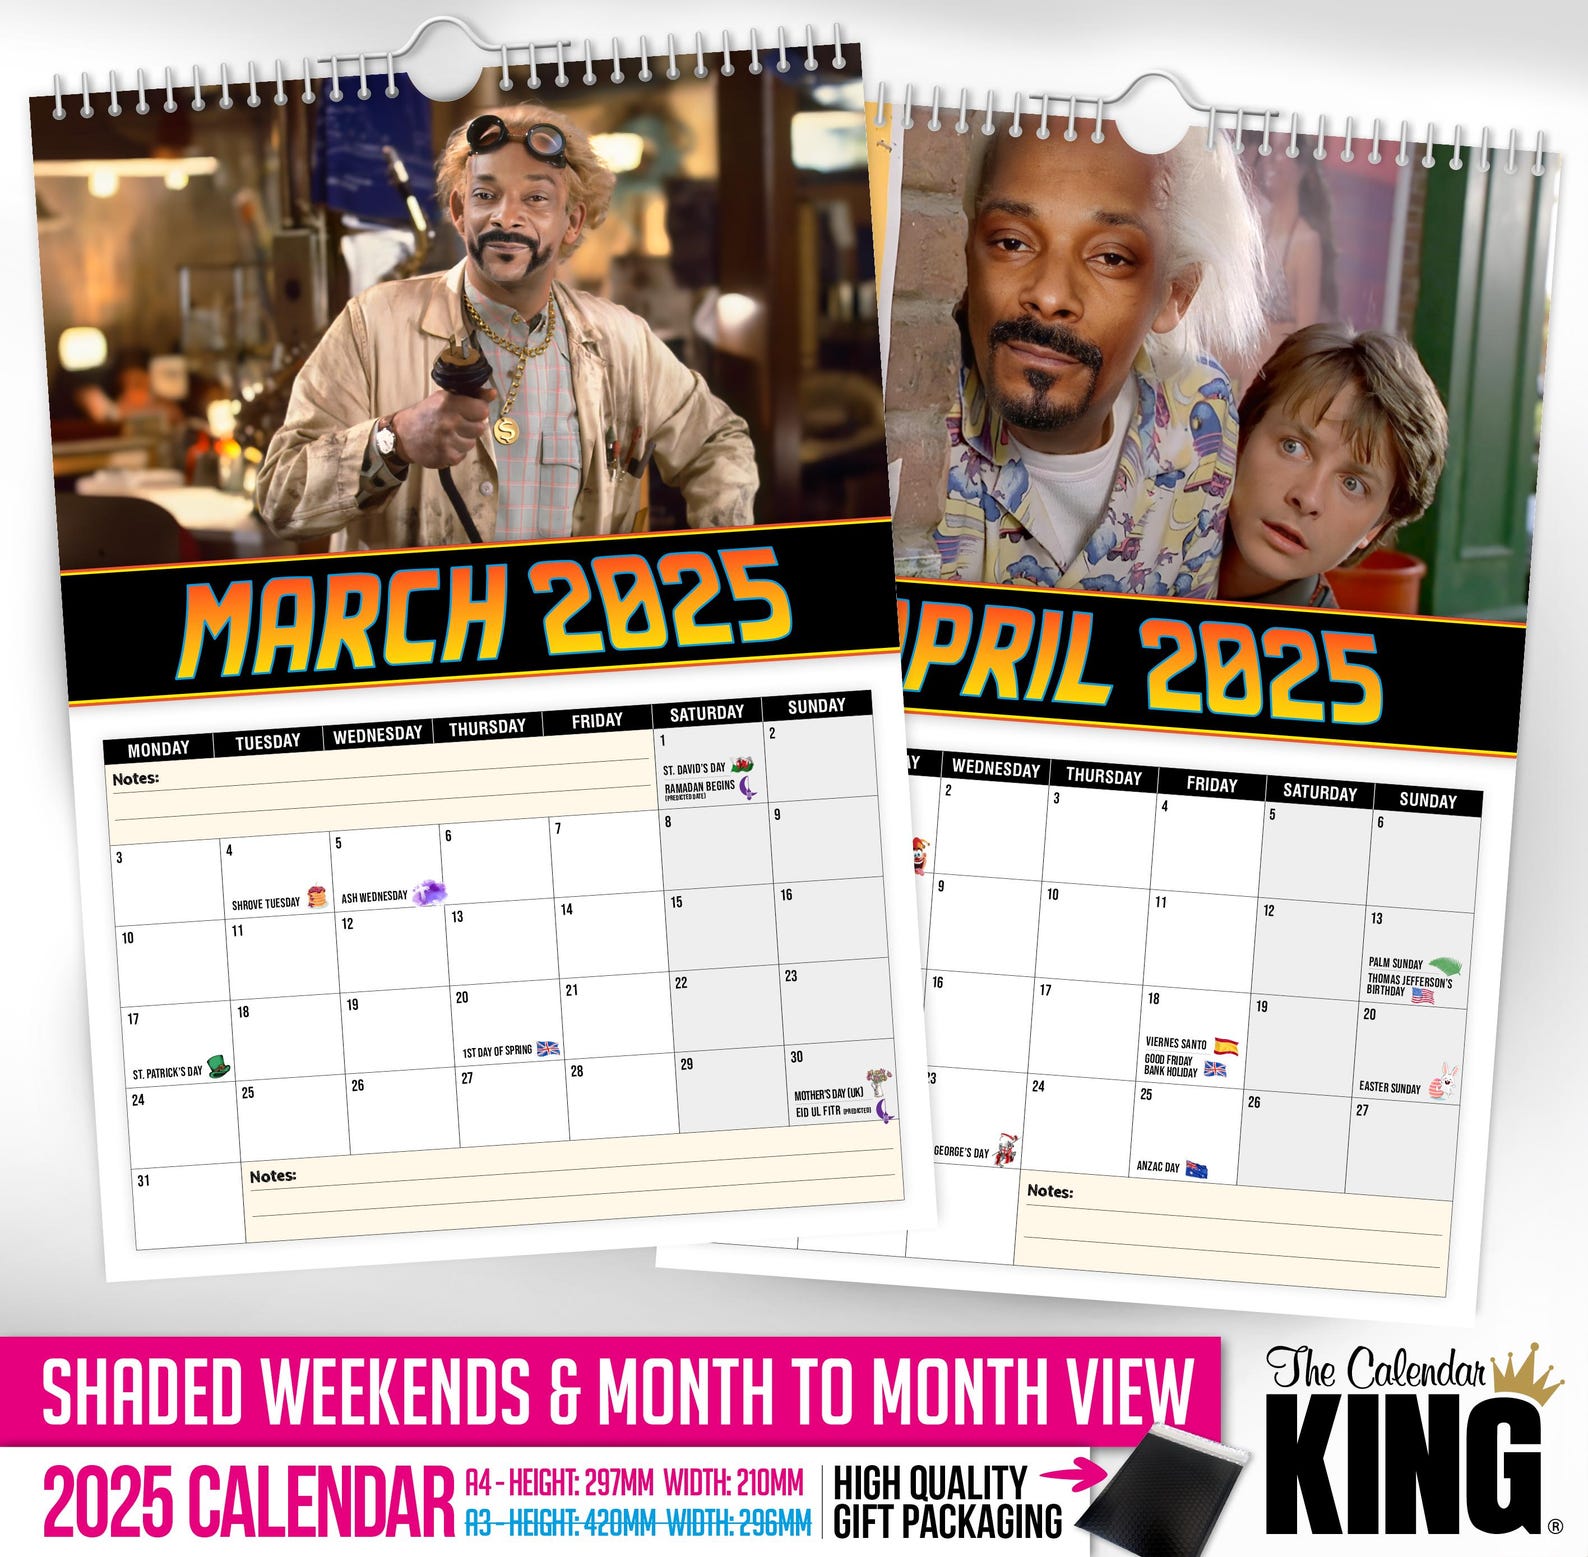 MARCH 2025
MONDAY TUESDAY WEDNESDAY THURSDAY FRIDAY SATURDAY SUNDAY
Notes:
1 2
ST. DAVID'S DAY
RAMADAN BEGINS
(PREDICTED DATE)
3 4 5 6 7 8 9
SHROVE TUESDAY ASH WEDNESDAY
10 11 12 13 14 15 16
17 18 19 20 21 22 23
ST. PATRICK'S DAY 1ST DAY OF SPRING
24 25 26 27 28 29 30
MOTHER'S DAY (UK)
EID UL FITR (PREDICTED)
31
Notes:
PRIL 2025
AY WEDNESDAY THURSDAY FRIDAY SATURDAY SUNDAY
2 3 4 5 6
9 10 11 12 13
PALM SUNDAY
THOMAS JEFFERSON'S
BIRTHDAY
16 17 18 19 20
VIERNES SANTO
GOOD FRIDAY
BANK HOLIDAY
EASTER SUNDAY
23 24 25 26 27
GEORGE'S DAY ANZAC DAY
Notes:
SHADED WEEKENDS & MONTH TO MONTH VIEW
2025 CALENDAR
A4 - HEIGHT: 297MM WIDTH: 210MM
A3 - HEIGHT: 420MM WIDTH: 296MM
HIGH QUALITY
GIFT PACKAGING
The Calendar
KING®